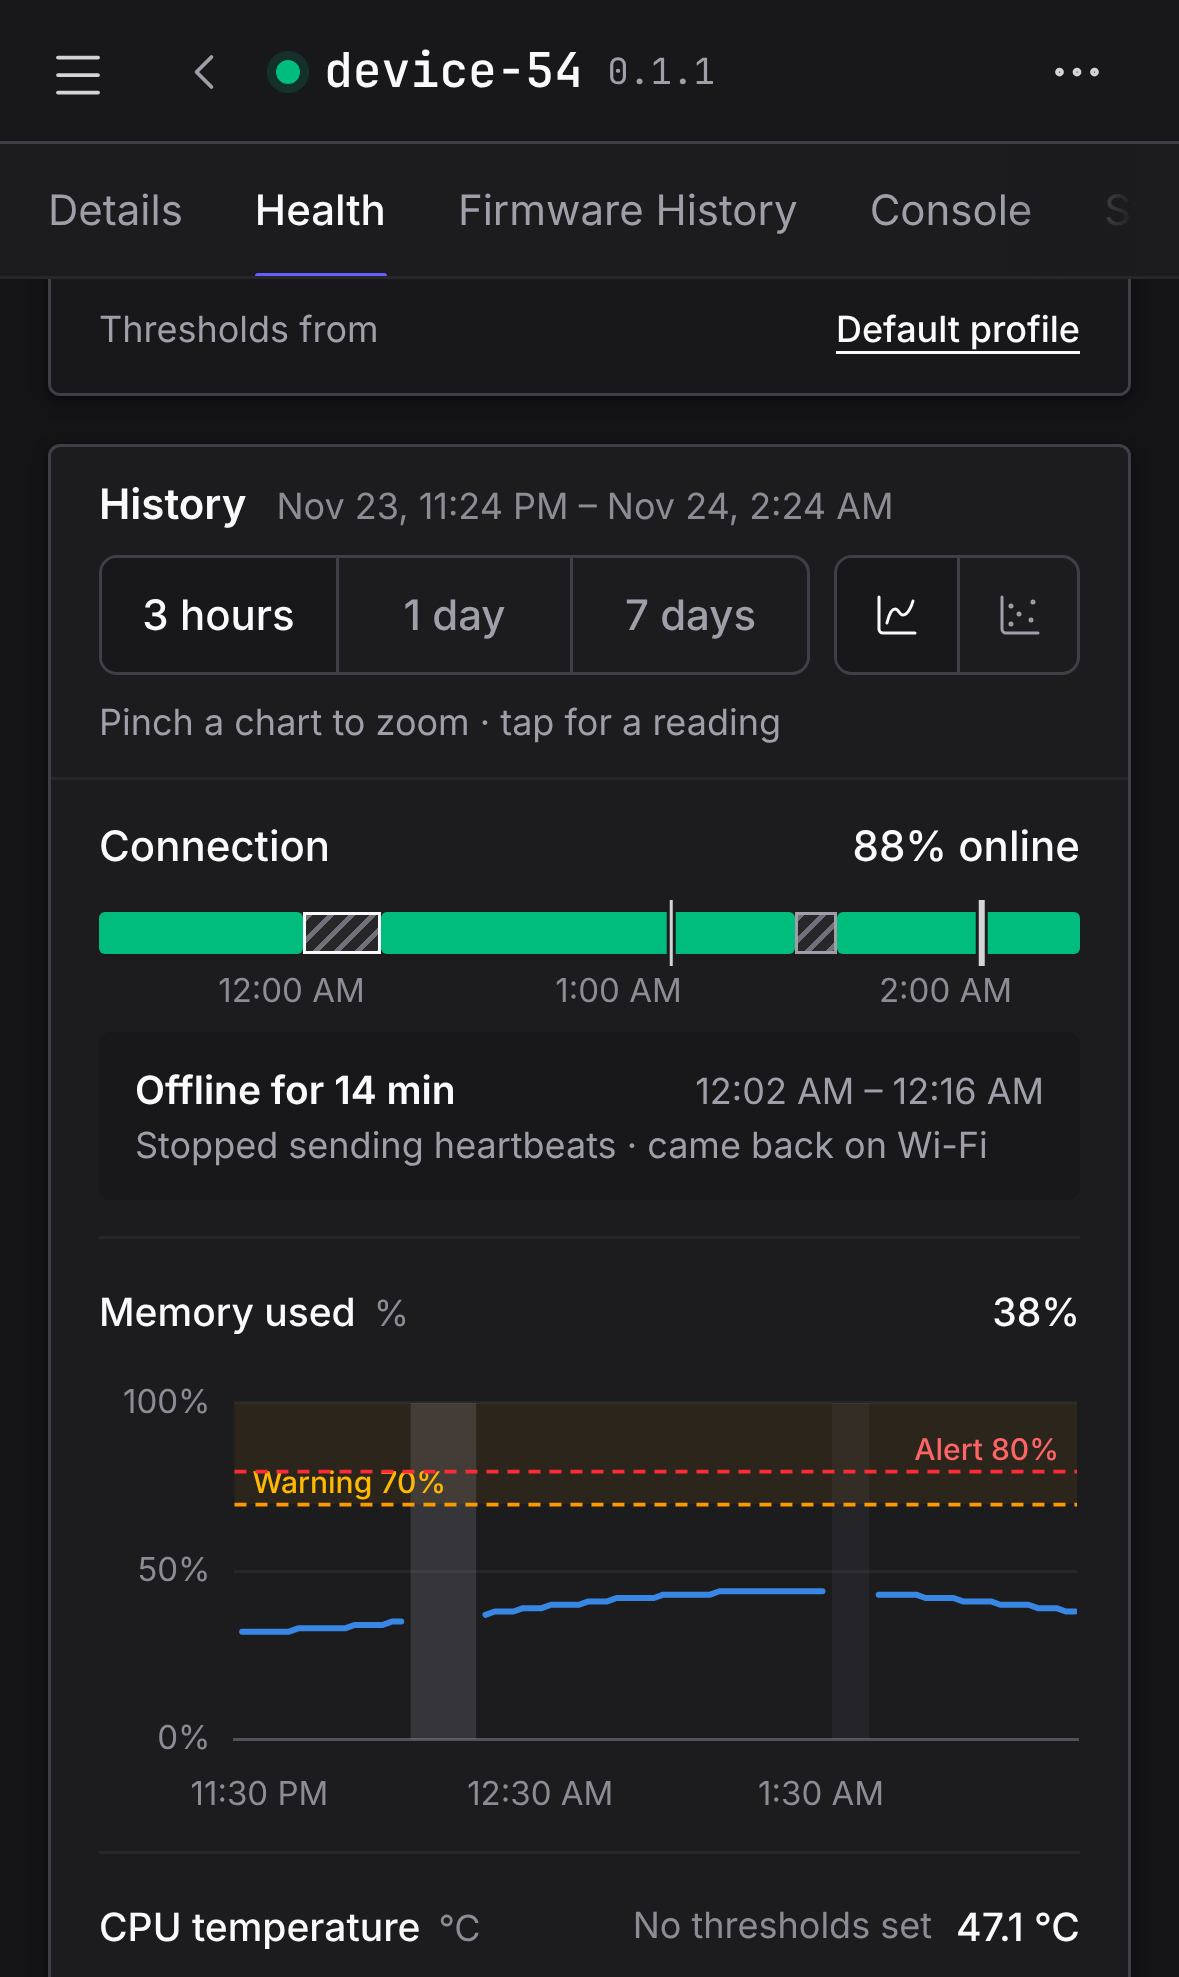 device-54 0.1.1
Details Health Firmware History Console S
Thresholds from Default profile
History Nov 23, 11:24 PM – Nov 24, 2:24 AM
3 hours 1 day 7 days
Pinch a chart to zoom · tap for a reading
Connection 88% online
12:00 AM 1:00 AM 2:00 AM
Offline for 14 min 12:02 AM – 12:16 AM
Stopped sending heartbeats · came back on Wi-Fi
Memory used % 38%
100%
Alert 80%
Warning 70%
50%
0%
11:30 PM 12:30 AM 1:30 AM
CPU temperature °C No thresholds set 47.1 °C